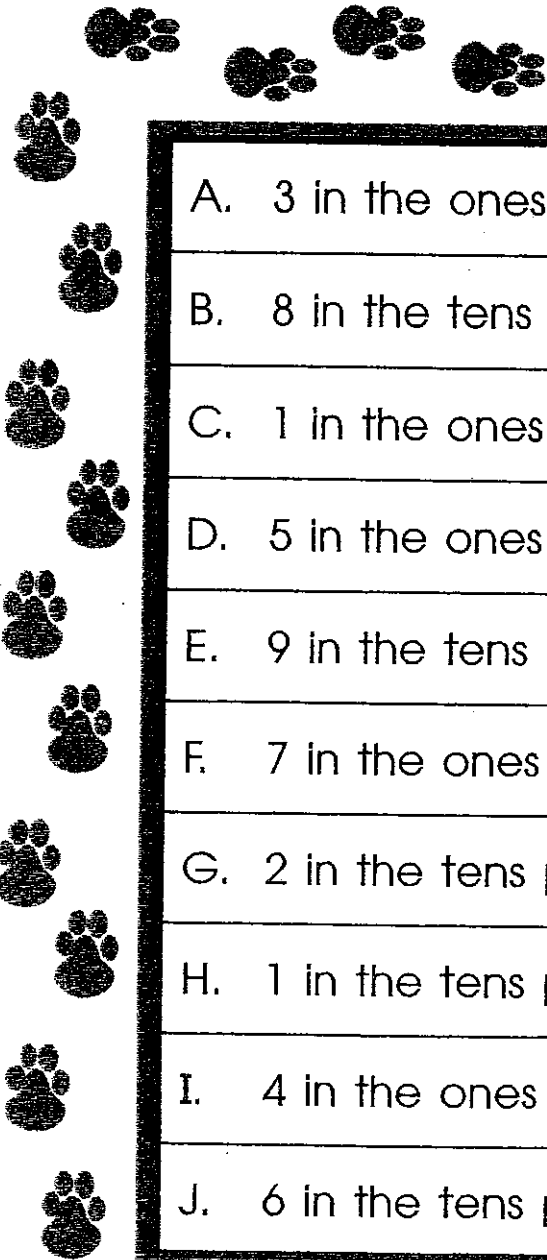 A. 3 in the ones
B. 8 in the tens
C. 1 in the ones
D. 5 in the ones
E. 9 in the tens
F. 7 in the ones
G. 2 in the tens
H. 1 in the tens
I. 4 in the ones
J. 6 in the tens